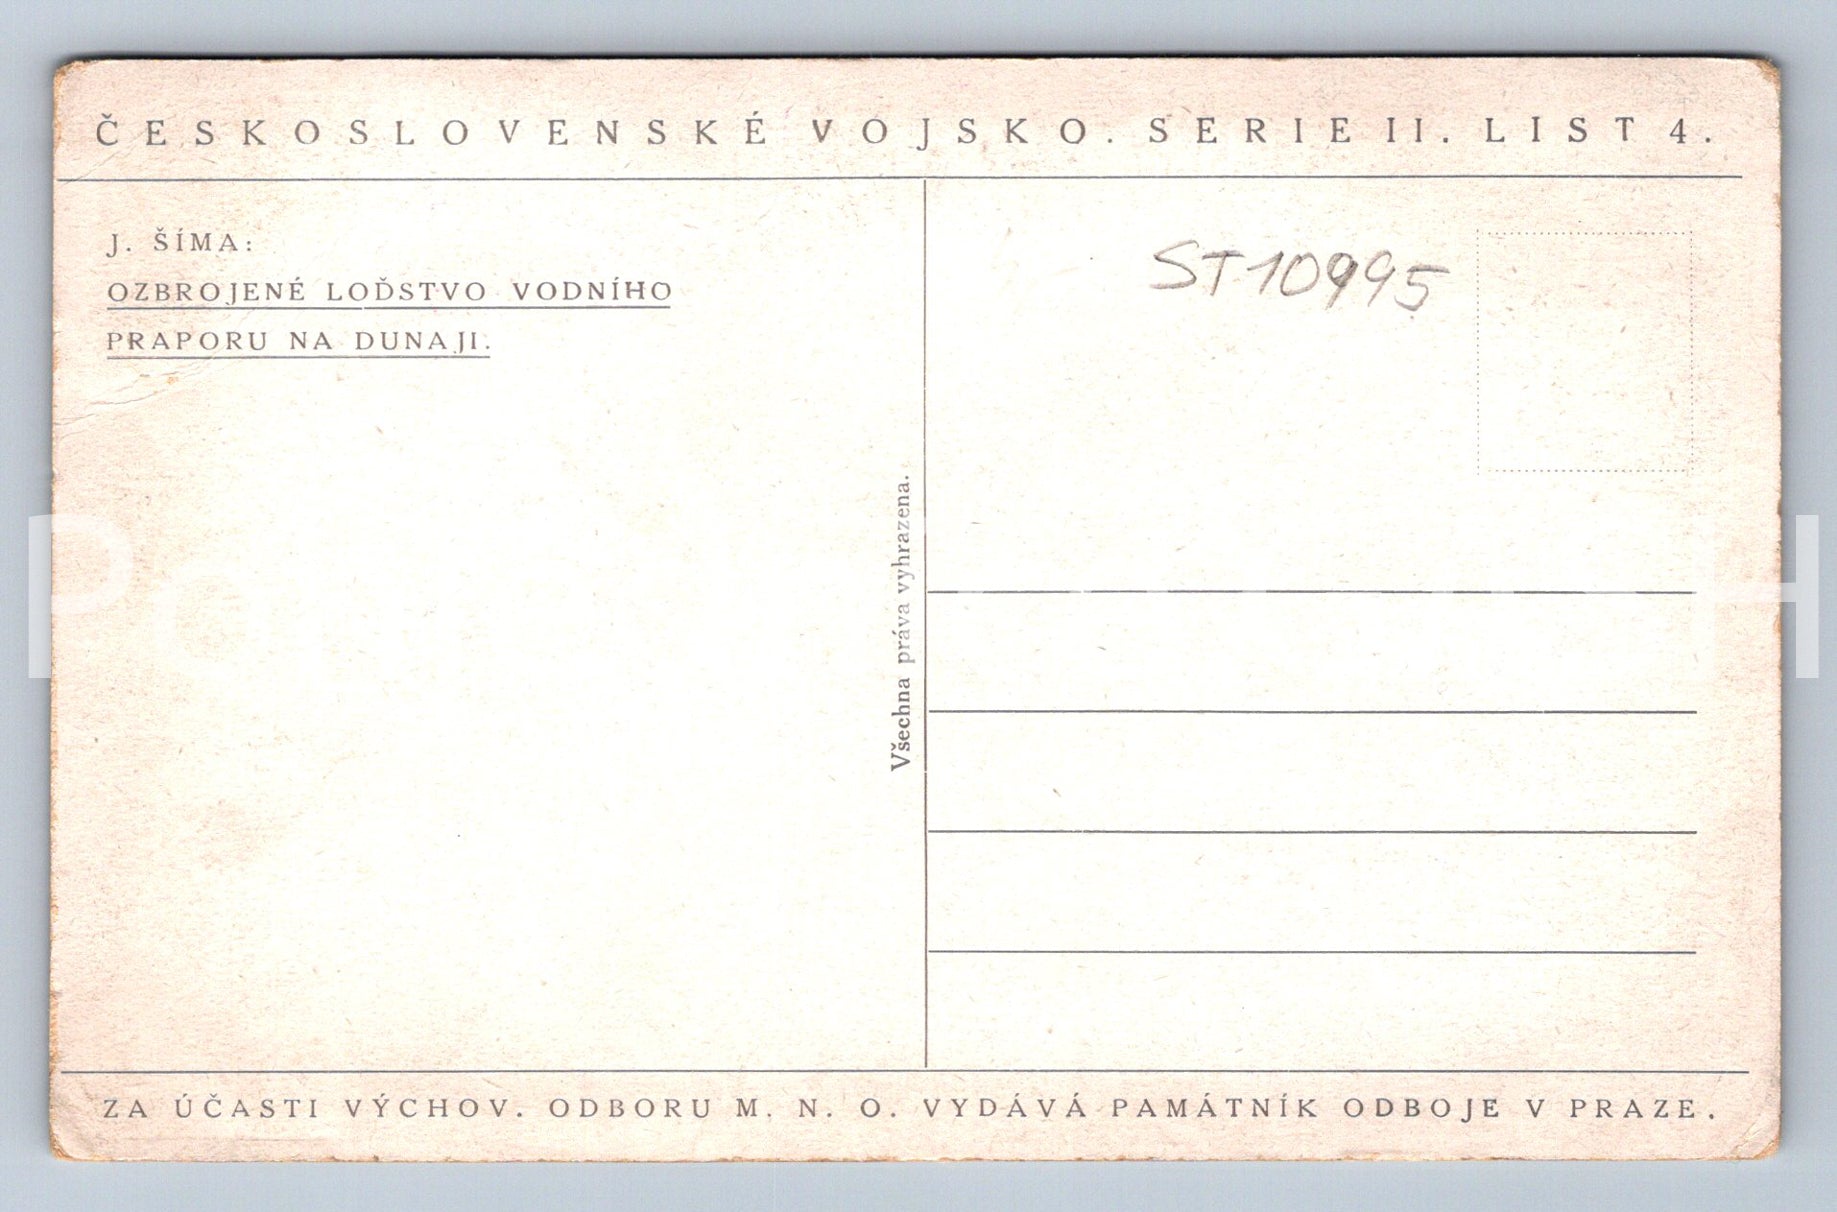 ČESKOSLOVENSKÉ VOJSKO. SERIE II. LIST 4.
J. ŠÍMA:
OZBROJENÉ LOĎSTVO VODNÍHO
PRAPORU NA DUNAJI.
ST10995
Všechna práva vyhrazena.
ZA ÚČASTI VÝCHOV. ODBORU M. N. O. VYDÁVÁ PAMÁTNÍK ODBOJE V PRAZE.